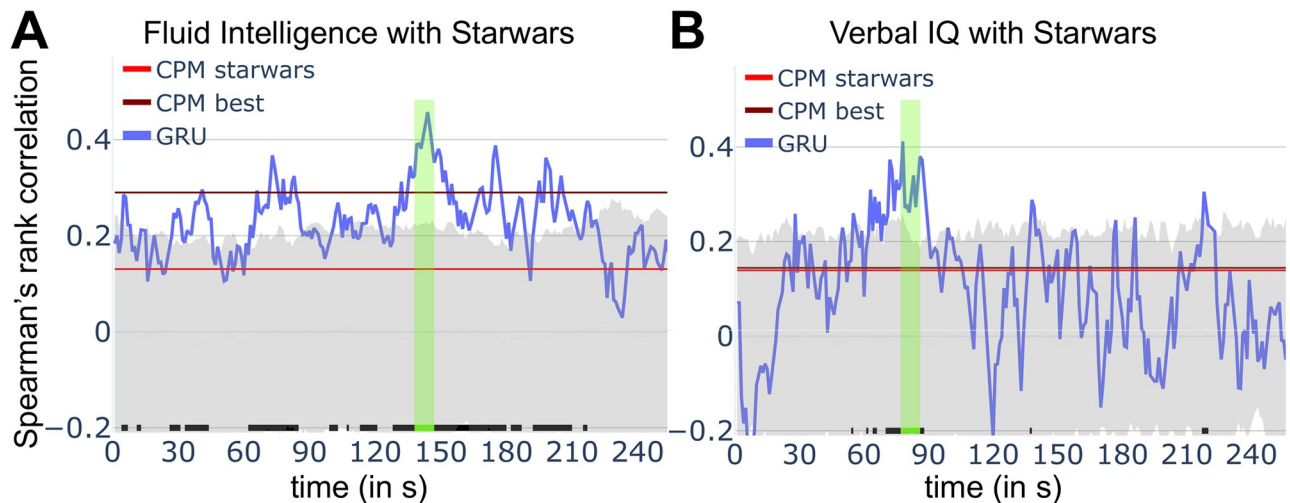 A
Fluid Intelligence with Starwars
CPM starwars
CPM best
GRU
Spearman's rank correlation
0.4
0.2
0
−0.2
0 30 60 90 120 150 180 210 240
time (in s)
B
Verbal IQ with Starwars
CPM starwars
CPM best
GRU
0.4
0.2
0
−0.2
0 30 60 90 120 150 180 210 240
time (in s)